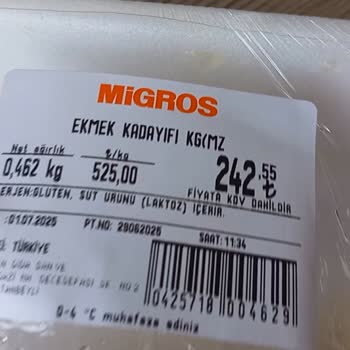 MiGROS
EKMEK KADAYIFI KG(MZ
Net ağırlık ₺/kg
0,462 kg 525,00 242,55 ₺
FİYATA KDV DAHİLDİR
ERJEN:GLUTEN, SÜT ÜRÜNÜ (LAKTOZ) İÇERİR.
:01.07.2025 PT.NO: 29062025 SAAT: 11:34
TÜRKİYE
NO 2
0425718 004629
0-4 °C muhafaza ediniz